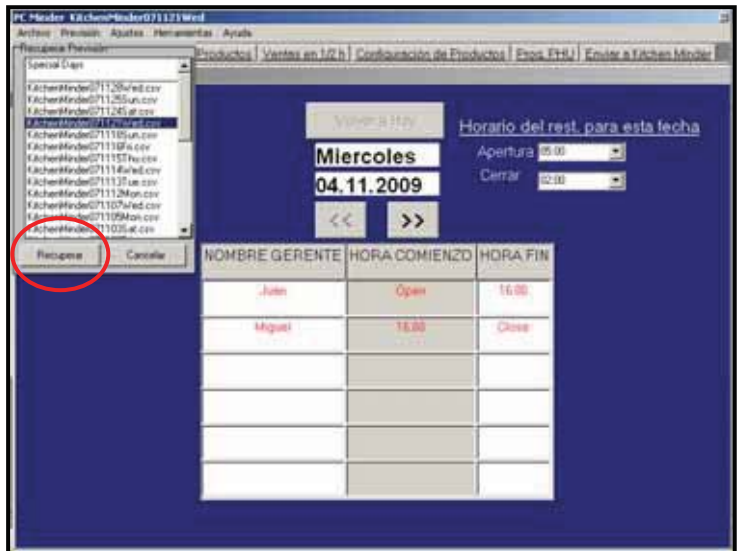 PC Minder KitchenMinder071121Wed
Archivo Previsión Ajustes Herramientas Ayuda
Recupera Previsión
Productos Ventas en 1/2 h Configuración de Productos Prog. PHU Enviar a Kitchen Minder
Special Days
KitchenMinder071128Wed.csv
KitchenMinder071125Sun.csv
KitchenMinder071124Sat.csv
KitchenMinder071121Wed.csv
KitchenMinder071118Sun.csv
KitchenMinder071116Fri.csv
KitchenMinder071115Thu.csv
KitchenMinder071114Wed.csv
KitchenMinder071113Tue.csv
KitchenMinder071112Mon.csv
KitchenMinder071107Wed.csv
KitchenMinder071105Mon.csv
KitchenMinder071103Sat.csv
Recupera Cancelar
Volver a Hoy
Horario del rest. para esta fecha
Miercoles
Apertura 05:00
04.11.2009
Cerrar 02:00
<< >>
NOMBRE GERENTE HORA COMIENZO HORA FIN
Juan Open 16:00
Miguel 16:00 Close